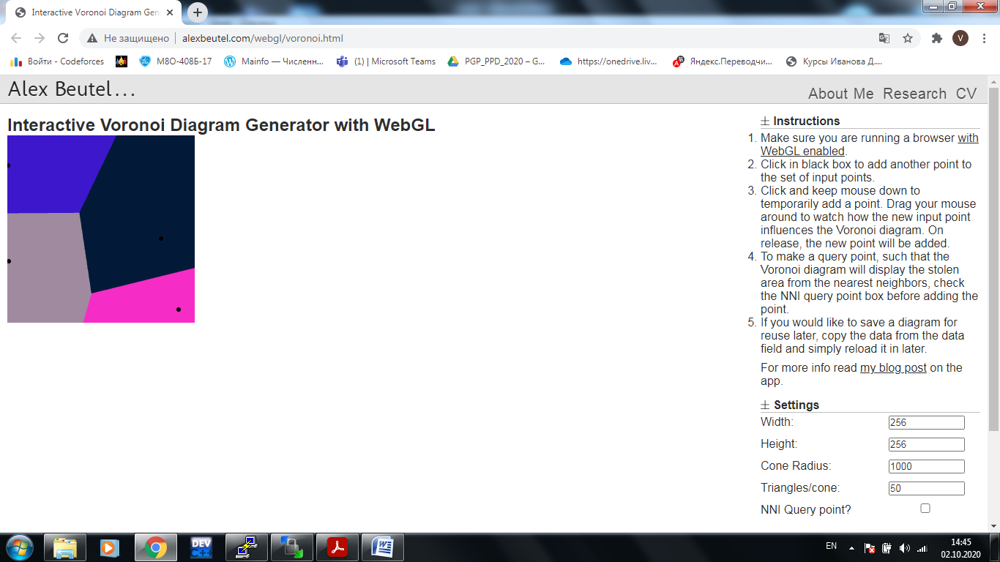 Interactive Voronoi Diagram Gen
Не защищено
alexbeutel.com/webgl/voronoi.html
V
Войти - Codeforces
М8О-408Б-17
Mainfo — Численн...
(1) | Microsoft Teams
PGP_PPD_2020 – G...
https://onedrive.liv...
Яндекс.Переводчи...
Курсы Иванова Д....
Alex Beutel...
About Me
Research
CV
Interactive Voronoi Diagram Generator with WebGL
± Instructions
1. Make sure you are running a browser with
WebGL enabled.
2. Click in black box to add another point to
the set of input points.
3. Click and keep mouse down to
temporarily add a point. Drag your mouse
around to watch how the new input point
influences the Voronoi diagram. On
release, the new point will be added.
4. To make a query point, such that the
Voronoi diagram will display the stolen
area from the nearest neighbors, check
the NNI query point box before adding the
point.
5. If you would like to save a diagram for
reuse later, copy the data from the data
field and simply reload it in later.
For more info read my blog post on the
app.
± Settings
Width: 256
Height: 256
Cone Radius: 1000
Triangles/cone: 50
NNI Query point?
DEV
C++
EN
14:45
02.10.2020